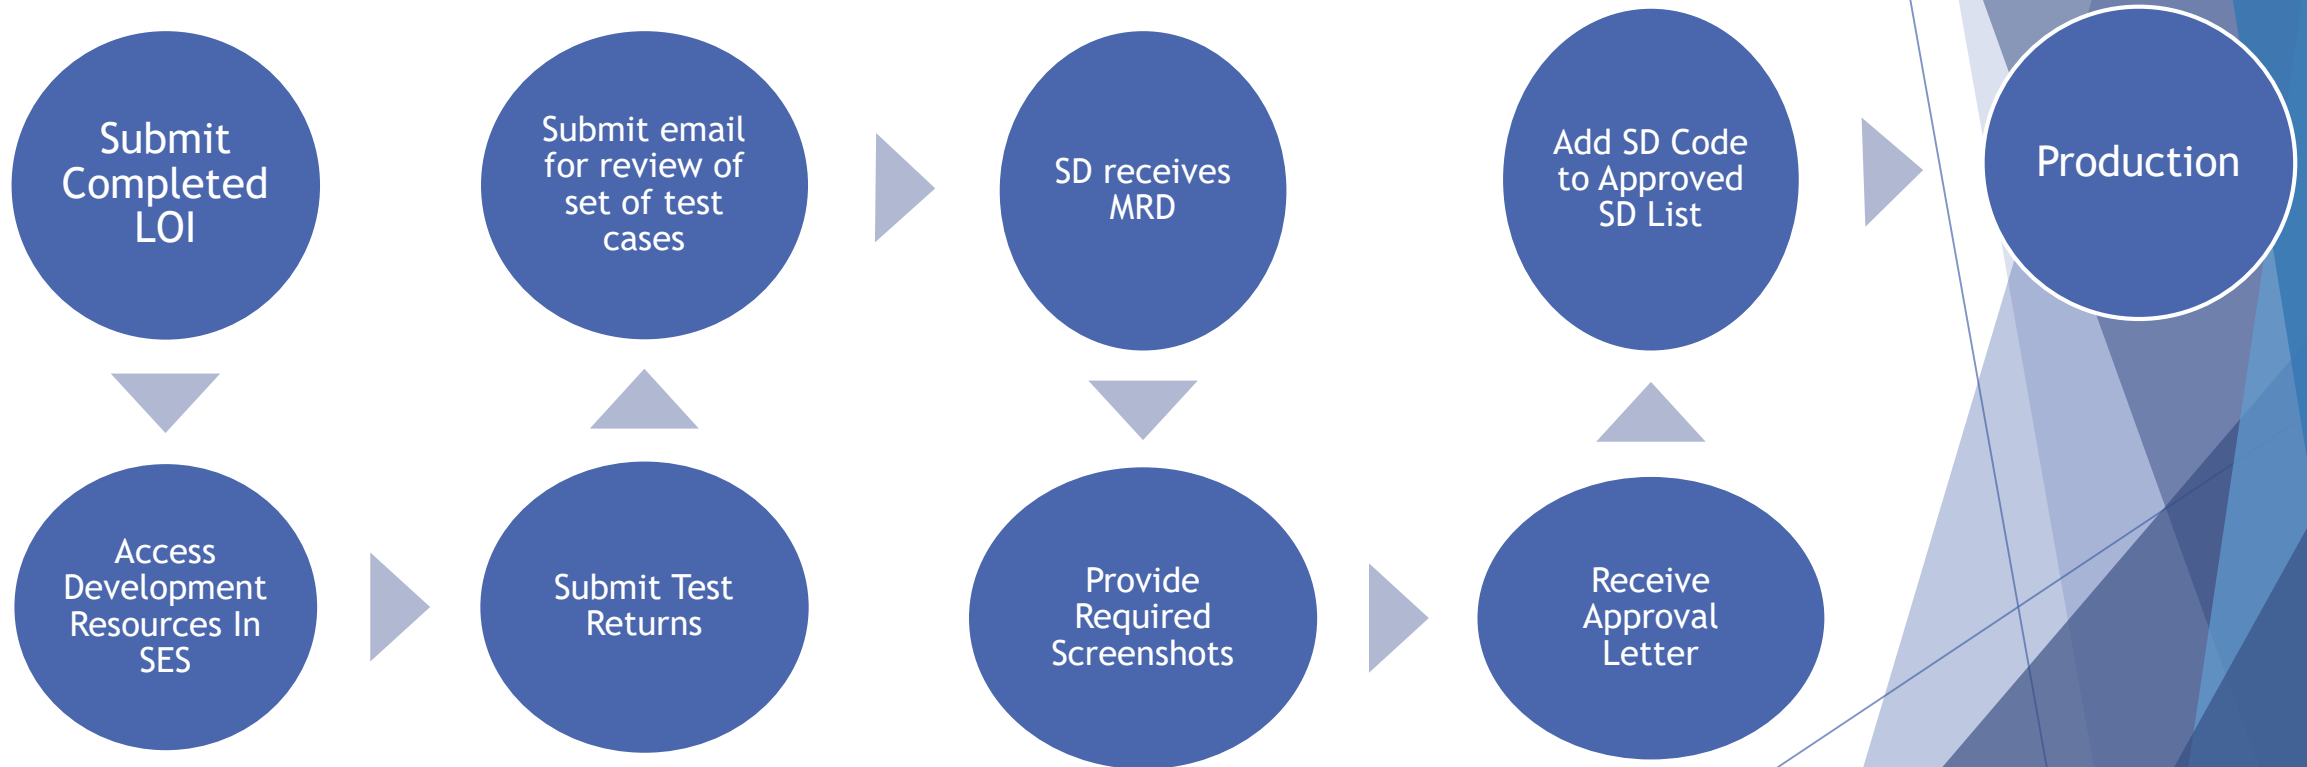 Submit
Completed
LOI
Access
Development
Resources In
SES
Submit Test
Returns
Submit email
for review of
set of test
cases
SD receives
MRD
Provide
Required
Screenshots
Receive
Approval
Letter
Add SD Code
to Approved
SD List
Production